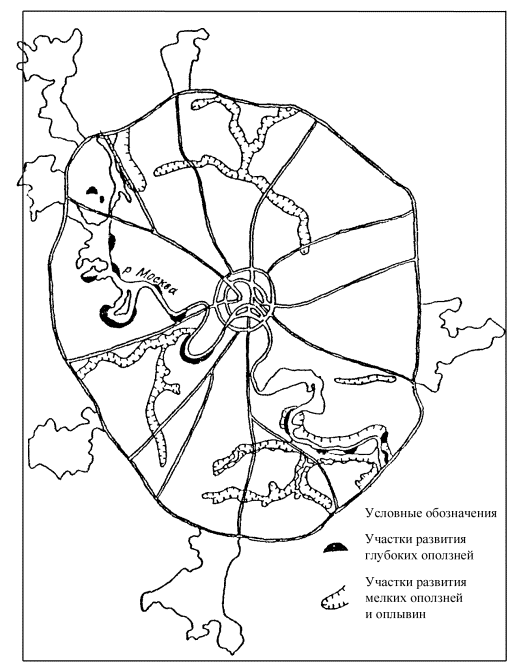 р. Москва
Условные обозначения
Участки развития
глубоких оползней
Участки развития
мелких оползней
и оплывин